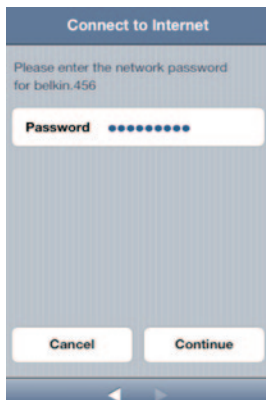 Connect to Internet
Please enter the network password
for belkin.456
Password •••••••••
Cancel Continue